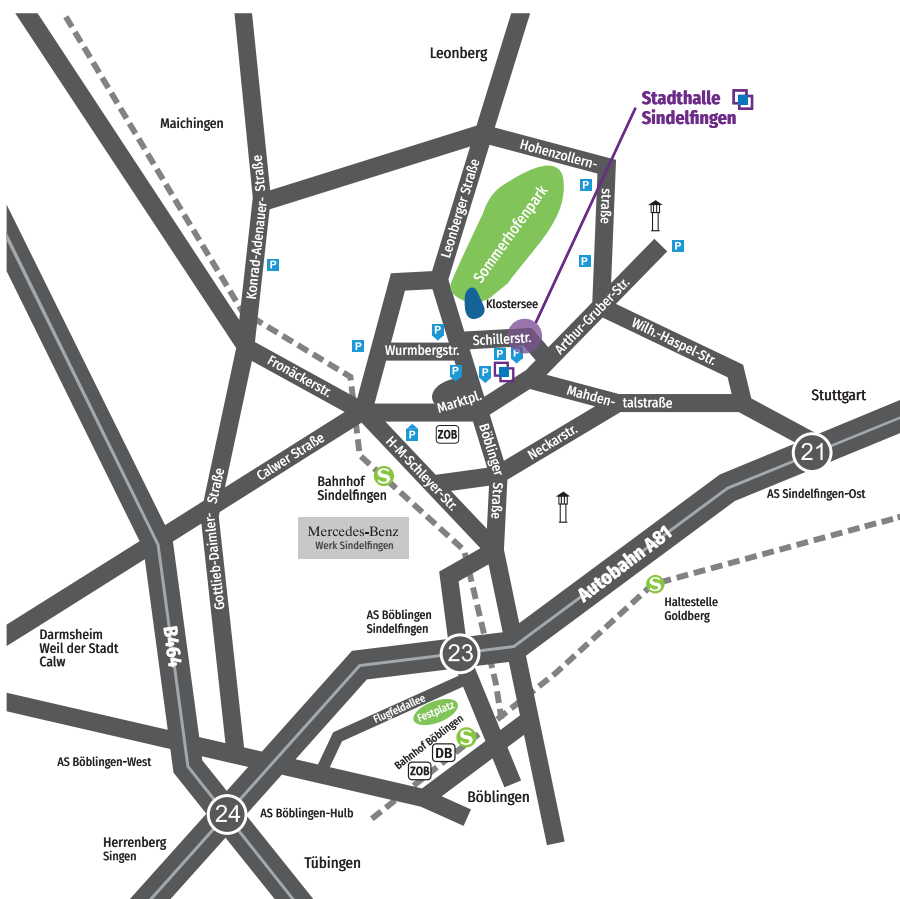 Leonberg
Stadthalle
Sindelfingen
Maichingen
Hohenzollern-
straße
Konrad-Adenauer- Straße
Leonberger Straße
Sommerhofenpark
P
P
P
P
Klostersee
Arthur-Gruber-Str.
Wilh.-Haspel-Str.
P
Schillerstr.
P
Wurmbergstr.
P
P
Fronäckerstr.
P
P
Marktpl.
Mahden- talstraße
Stuttgart
P
ZOB
Böblinger Straße
Neckarstr.
Calwer Straße
H-M-Schleyer-Str.
21
Bahnhof
Sindelfingen
S
AS Sindelfingen-Ost
Gottlieb-Daimler- Straße
Mercedes-Benz
Werk Sindelfingen
Autobahn A81
S
Haltestelle
Goldberg
AS Böblingen
Sindelfingen
Darmsheim
Weil der Stadt
Calw
B464
23
Flugfeldallee
Festplatz
Bahnhof Böblingen
S
DB
ZOB
AS Böblingen-West
Böblingen
24
AS Böblingen-Hulb
Herrenberg
Singen
Tübingen